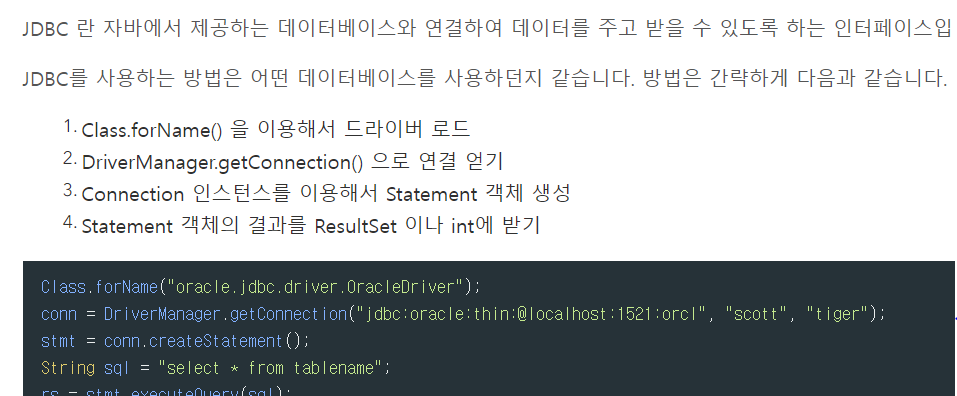 JDBC 란 자바에서 제공하는 데이터베이스와 연결하여 데이터를 주고 받을 수 있도록 하는 인터페이스입
JDBC를 사용하는 방법은 어떤 데이터베이스를 사용하던지 같습니다. 방법은 간략하게 다음과 같습니다.
1. Class.forName() 을 이용해서 드라이버 로드
2. DriverManager.getConnection() 으로 연결 얻기
3. Connection 인스턴스를 이용해서 Statement 객체 생성
4. Statement 객체의 결과를 ResultSet 이나 int에 받기
Class.forName("oracle.jdbc.driver.OracleDriver");
conn = DriverManager.getConnection("jdbc:oracle:thin:@localhost:1521:orcl", "scott", "tiger");
stmt = conn.createStatement();
String sql = "select * from tablename";
rs = stmt.executeQuery(sql);